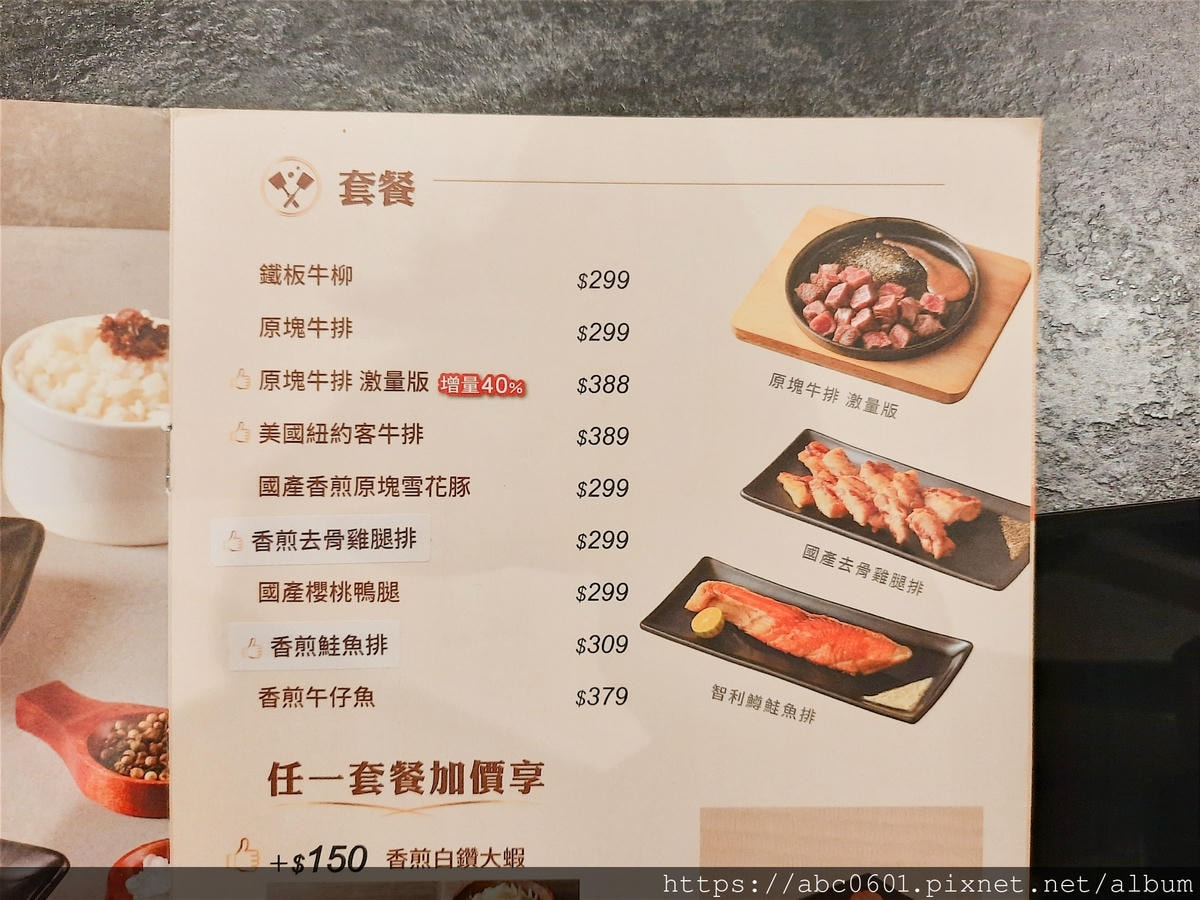 套餐
鐵板牛柳 $299
原塊牛排 $299
原塊牛排 激量版 增量40% $388
美國紐約客牛排 $389
國產香煎原塊雪花豚 $299
香煎去骨雞腿排 $299
國產櫻桃鴨腿 $299
香煎鮭魚排 $309
香煎午仔魚 $379
原塊牛排 激量版
國產去骨雞腿排
智利鱒鮭魚排
任一套餐加價享
+$150 香煎白鑽大蝦
https://abc0601.pixnet.net/album